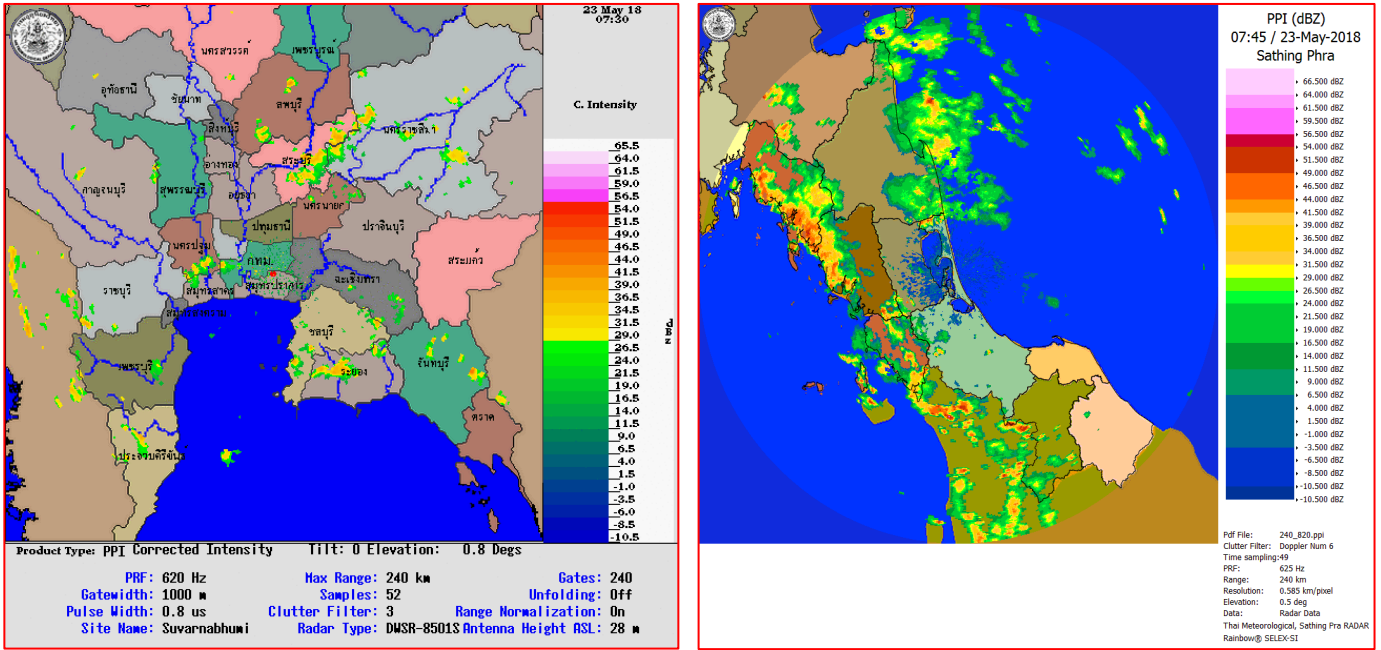 23 May 18
07:30
นครสวรรค์
เพชรบูรณ์
อุทัยธานี
ชัยนาท
ลพบุรี
C. Intensity
สิงหบุรี
นครราชสีมา
อ่างทอง
สระบุรี
กาญจนบุรี
สุพรรณบุรี
อยุธยา
นครนายก
ปทุมธานี
ปราจีนบุรี
นครปฐม
กทม.
สระแก้ว
ราชบุรี
สมุทรสาคร
สมุทรปราการ
ฉะเชิงเทรา
สมุทรสงคราม
ชลบุรี
เพชรบุรี
ระยอง
จันทบุรี
ตราด
ประจวบคีรีขันธ์
65.5
64.0
61.5
59.0
56.5
54.0
51.5
49.0
46.5
44.0
41.5
39.0
36.5
34.5
31.5
29.0
26.5
24.0
21.5
19.0
16.5
14.0
11.5
9.0
6.5
4.0
1.5
-1.0
-3.5
-6.0
-8.5
-10.5
Product Type: PPI Corrected Intensity Tilt: 0 Elevation: 0.8 Degs
PRF: 620 Hz Max Range: 240 km Gates: 240
Gatewidth: 1000 m Samples: 52 Unfolding: Off
Pulse Width: 0.8 us Clutter Filter: 3 Range Normalization: On
Site Name: Suvarnabhumi Radar Type: DWSR-8501S Antenna Height ASL: 28 m
PPI (dBZ)
07:45 / 23-May-2018
Sathing Phra
66.500 dBZ
64.000 dBZ
61.500 dBZ
59.500 dBZ
56.500 dBZ
54.000 dBZ
51.500 dBZ
49.000 dBZ
46.500 dBZ
44.000 dBZ
41.500 dBZ
39.000 dBZ
36.500 dBZ
34.000 dBZ
31.500 dBZ
29.000 dBZ
26.500 dBZ
24.000 dBZ
21.500 dBZ
19.000 dBZ
16.500 dBZ
14.000 dBZ
11.500 dBZ
9.000 dBZ
6.500 dBZ
4.000 dBZ
1.500 dBZ
-1.000 dBZ
-3.500 dBZ
-6.500 dBZ
-8.500 dBZ
-10.500 dBZ
-10.500 dBZ
Pdf File: 240_820.ppi
Clutter Filter: Doppler Num 6
Time sampling:49
PRF: 625 Hz
Range: 240 km
Resolution: 0.585 km/pixel
Elevation: 0.5 deg
Data: Radar Data
Thai Meteorological, Sathing Pra RADAR
Rainbow® SELEX-SI